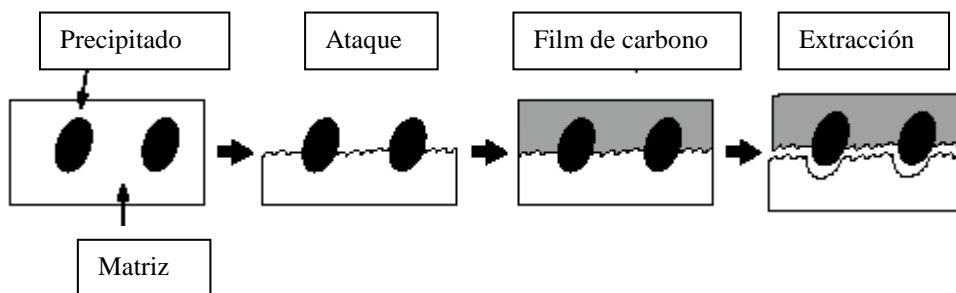 Precipitado
Ataque
Film de carbono
Extracción
Matriz